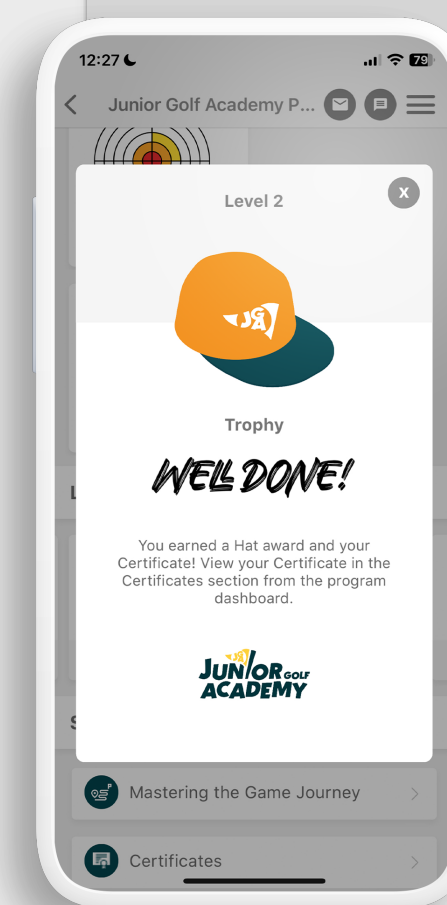 12:27
79
Junior Golf Academy P...
Level 2
X
JGA
Trophy
WELL DONE!
L
You earned a Hat award and your
Certificate! View your Certificate in the
Certificates section from the program
dashboard.
JGA
JUNIOR GOLF
ACADEMY
S
Mastering the Game Journey
Certificates